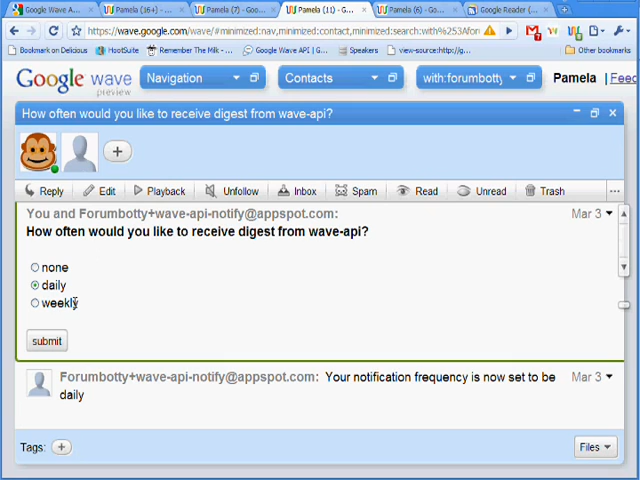 Google Wave A
Pamela (16+) - G
Pamela (7) - Goo
Pamela (11) - G
Pamela (6) - Goo
Google Reader (
https://wave.google.com/wave/#minimized:nav,minimized:contact,minimized:search:with%253Afor
Bookmark on Delicious HootSuite Remember The Milk - Google Wave API | G Speakers view-source:http://g Other bookmarks
Google wave
preview
Navigation
Contacts
with:forumbotty
Pamela | Feed
How often would you like to receive digest from wave-api?
Reply Edit Playback Unfollow Inbox Spam Read Unread Trash ...
You and Forumbotty+wave-api-notify@appspot.com: Mar 3
How often would you like to receive digest from wave-api?
none
daily
weekly
submit
Forumbotty+wave-api-notify@appspot.com: Your notification frequency is now set to be Mar 3
daily
Tags: +
Files